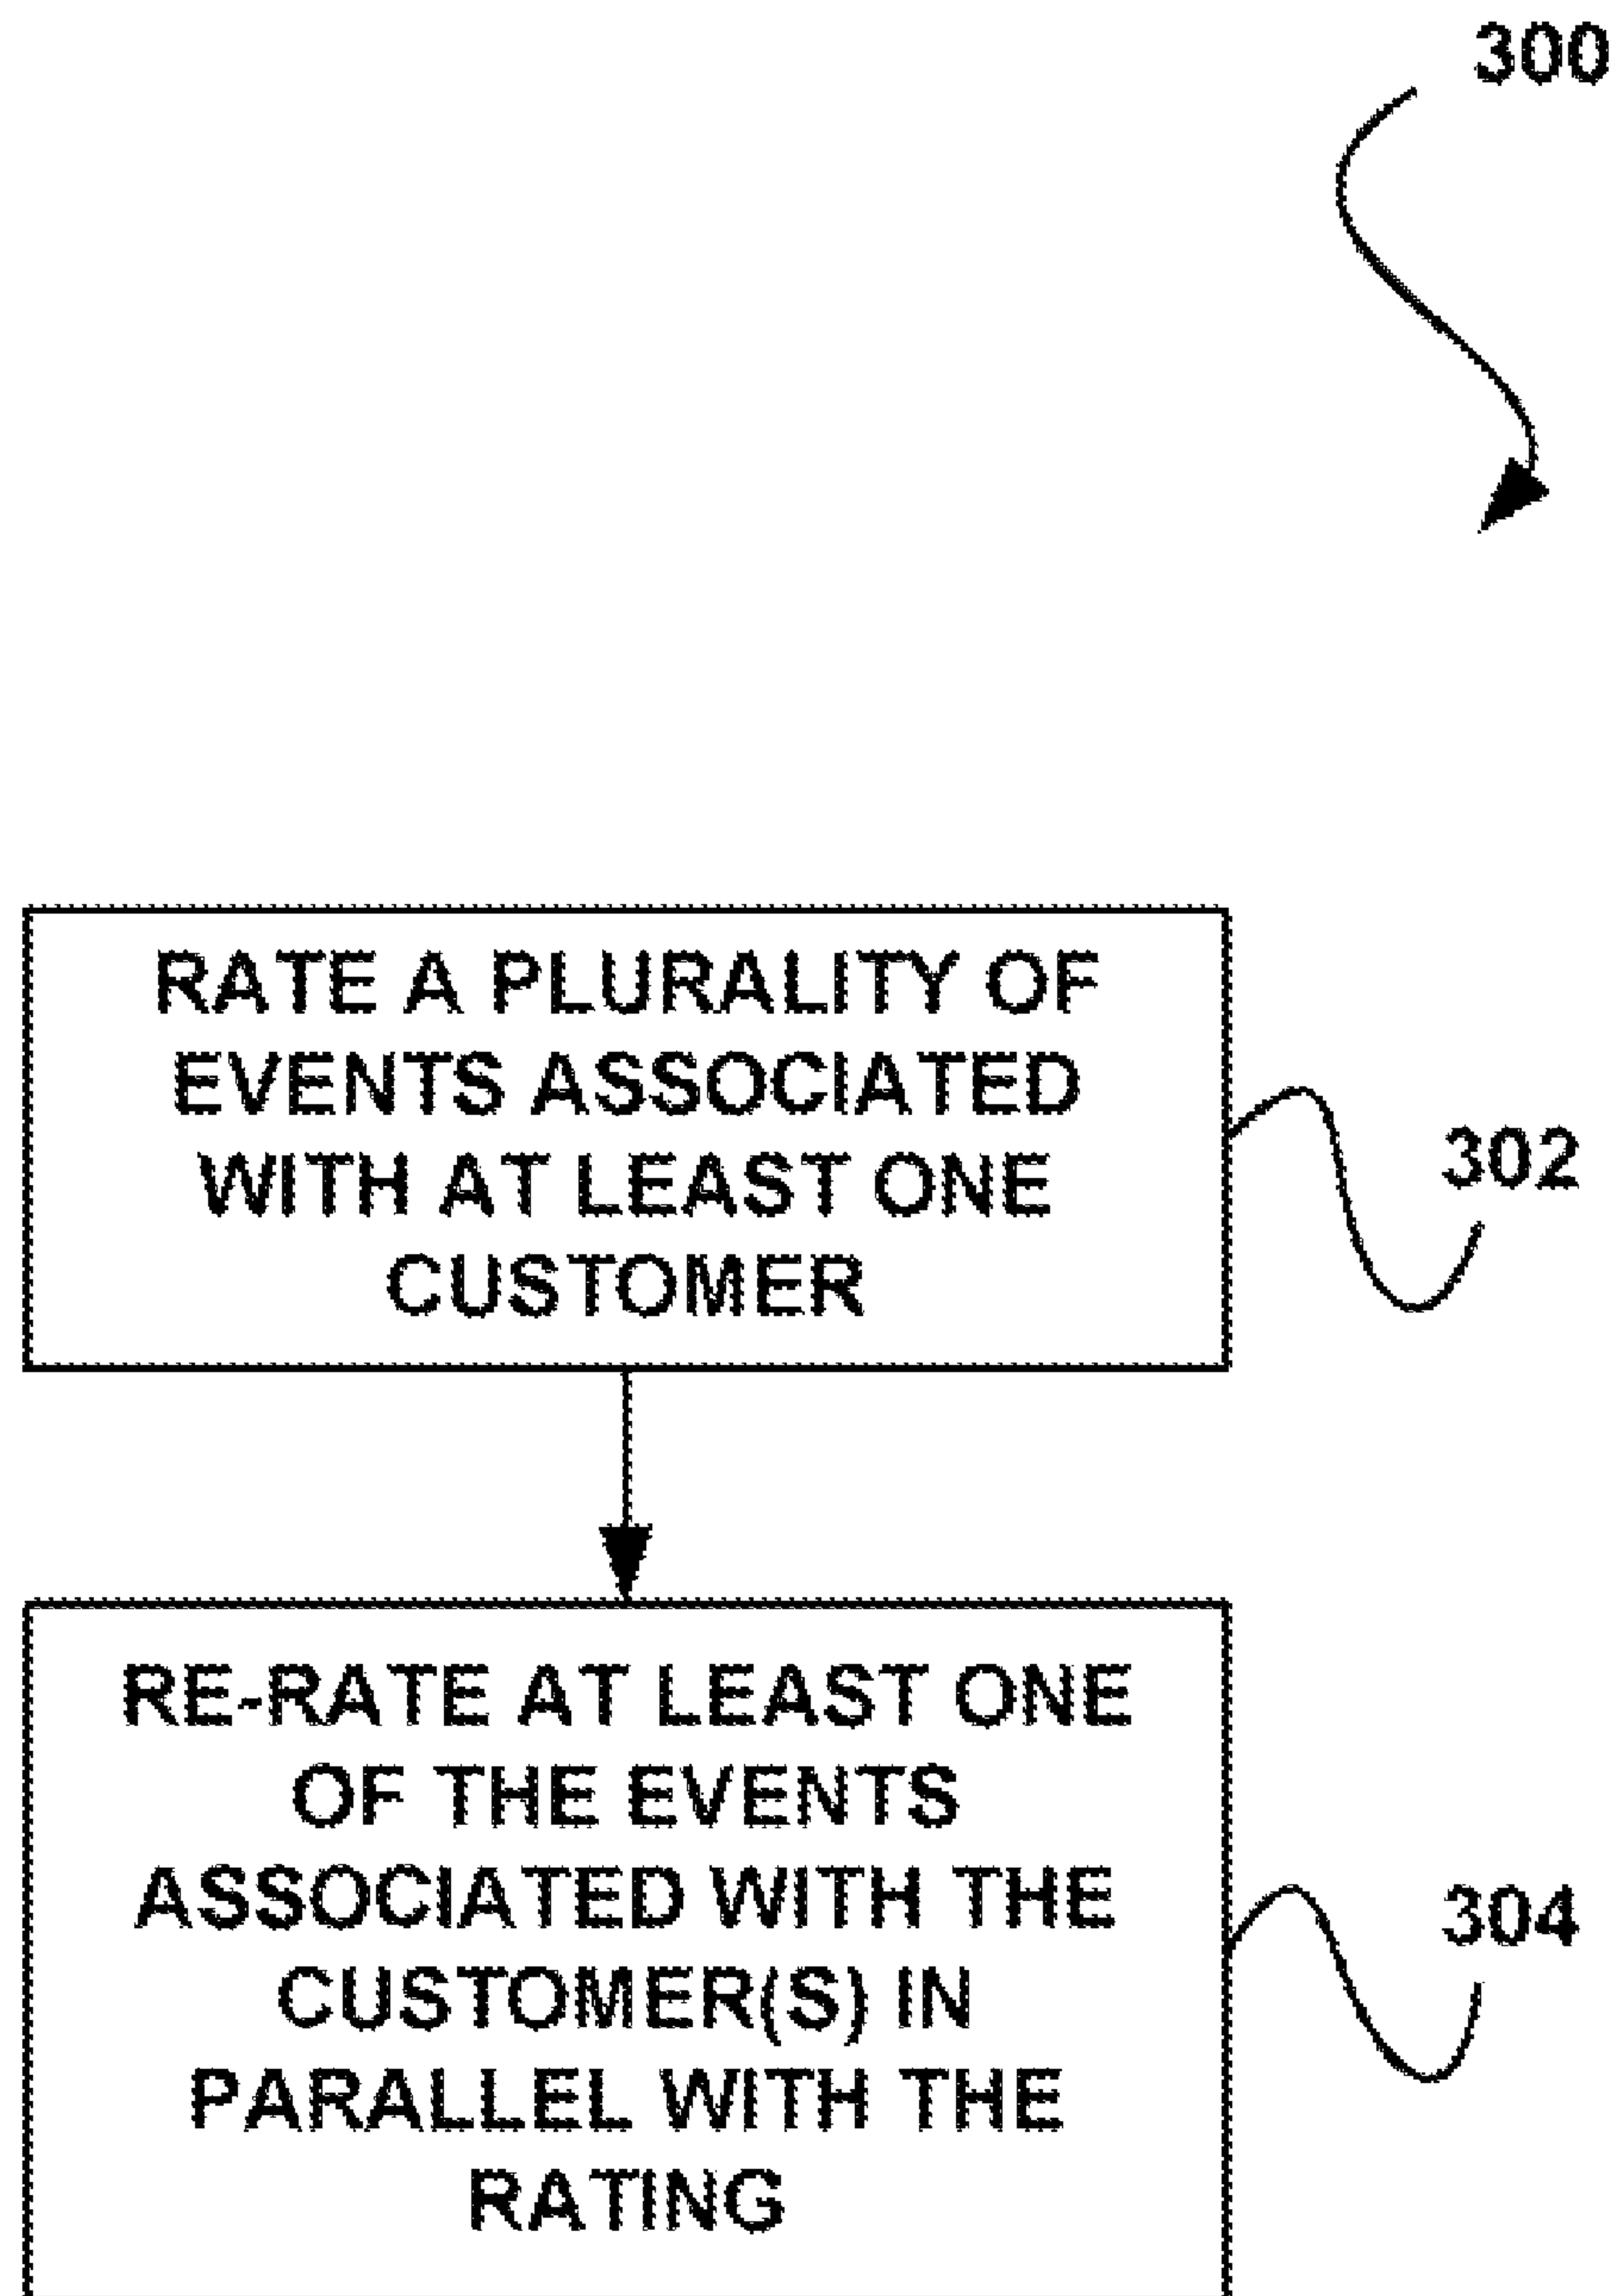 300
RATE A PLURALITY OF
EVENTS ASSOCIATED
WITH AT LEAST ONE
CUSTOMER
302
RE-RATE AT LEAST ONE
OF THE EVENTS
ASSOCIATED WITH THE
CUSTOMER(S) IN
PARALLEL WITH THE
RATING
304